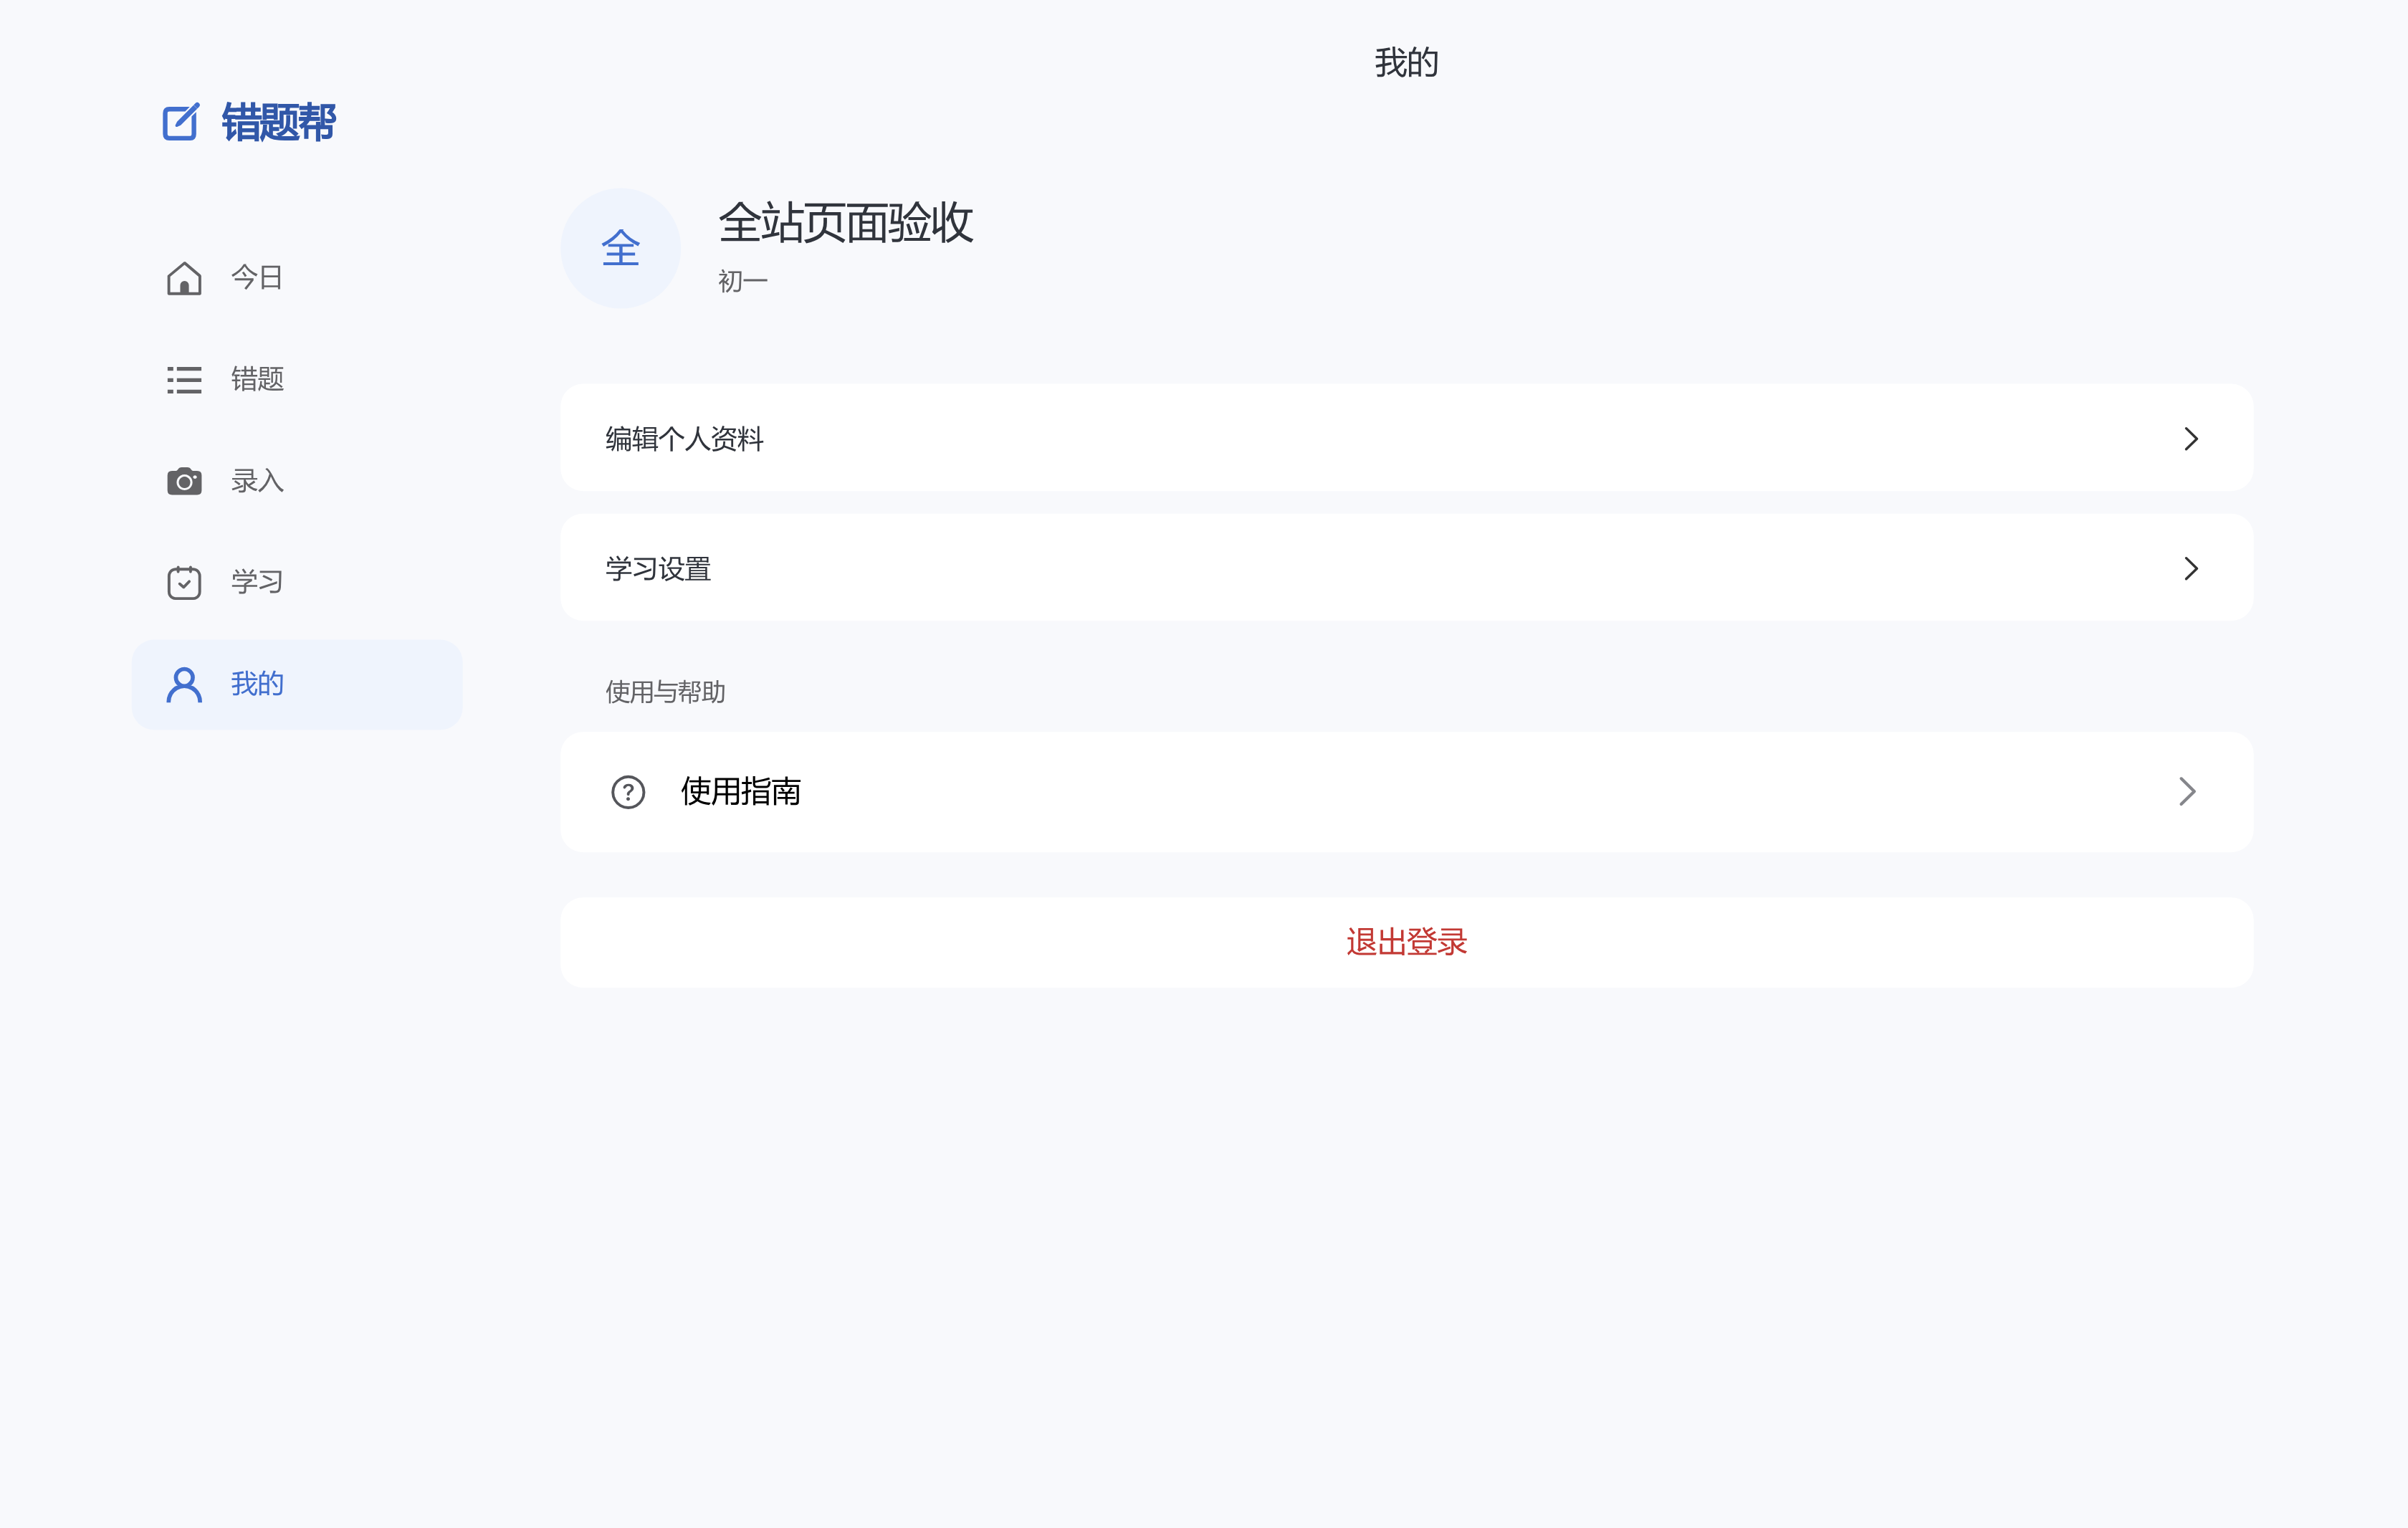 我的
错题帮
今日
错题
录入
学习
我的
全
全站页面验收
初一
编辑个人资料
学习设置
使用与帮助
使用指南
退出登录